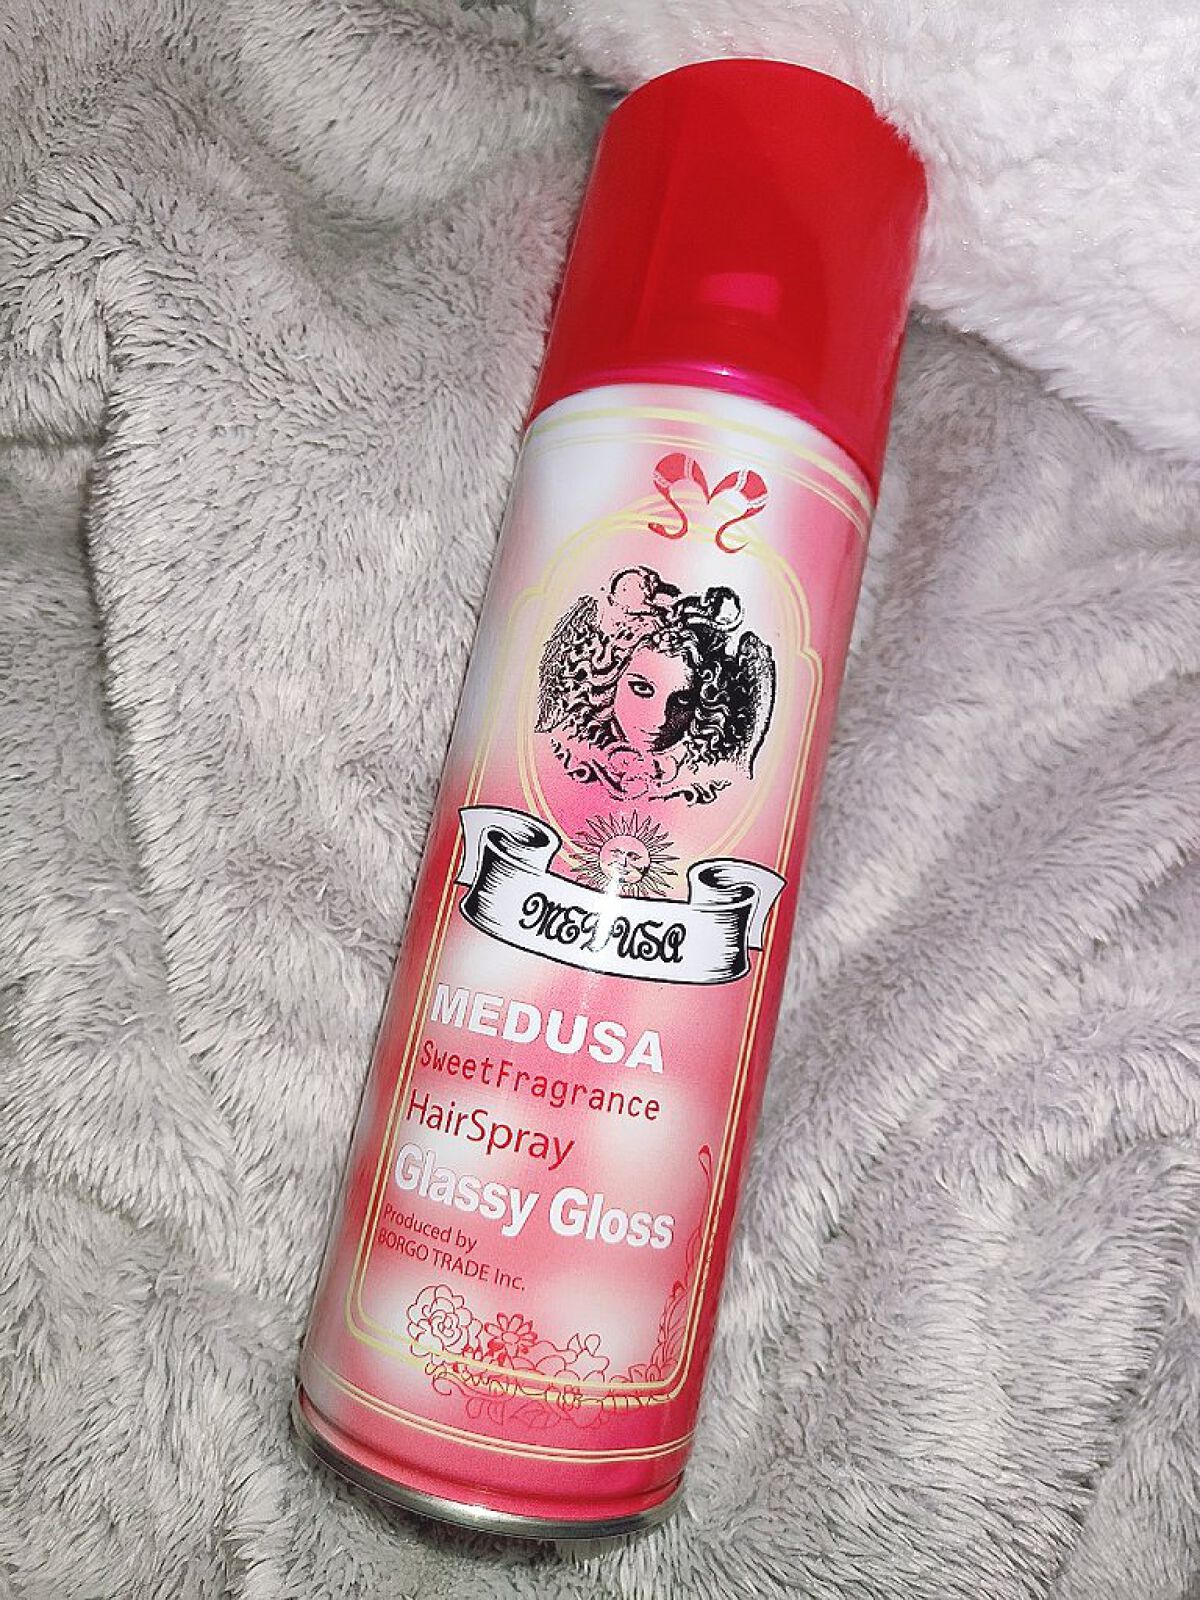 MEDUSA
MEDUSA
SweetFragrance
HairSpray
Glassy Gloss
Produced by
BORGO TRADE Inc.